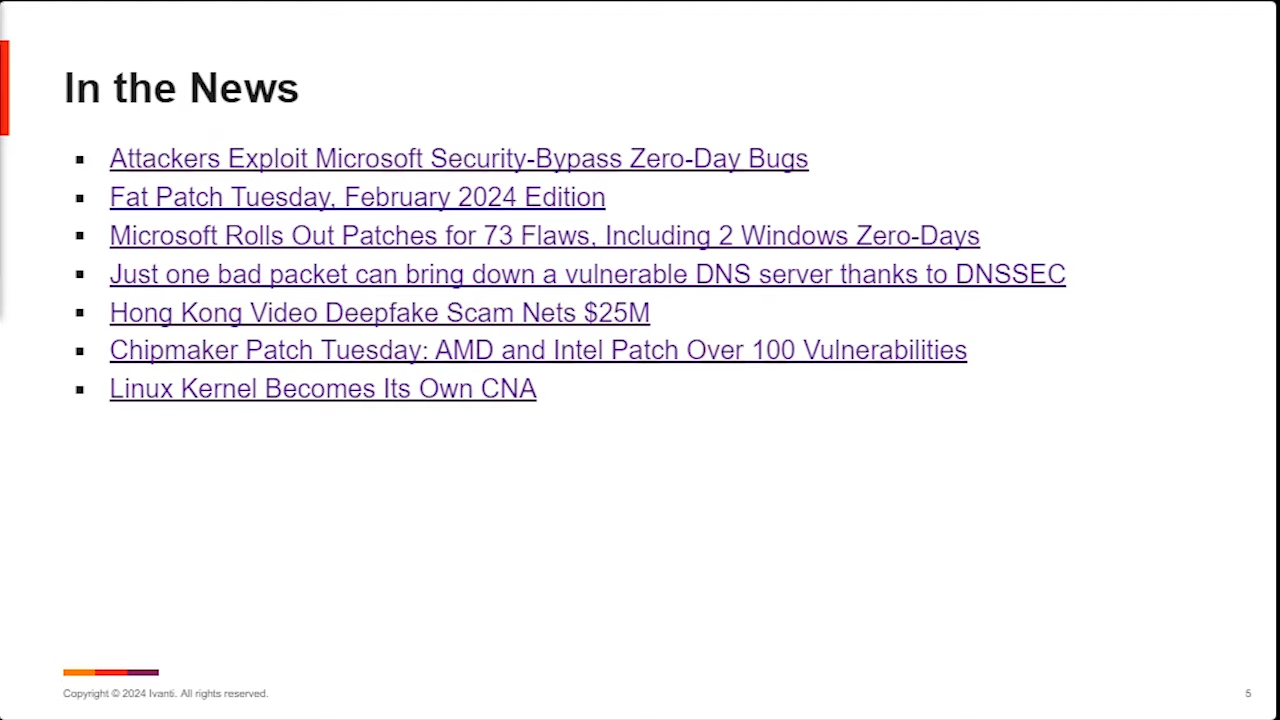 In the News
▪ Attackers Exploit Microsoft Security-Bypass Zero-Day Bugs
▪ Fat Patch Tuesday, February 2024 Edition
▪ Microsoft Rolls Out Patches for 73 Flaws, Including 2 Windows Zero-Days
▪ Just one bad packet can bring down a vulnerable DNS server thanks to DNSSEC
▪ Hong Kong Video Deepfake Scam Nets $25M
▪ Chipmaker Patch Tuesday: AMD and Intel Patch Over 100 Vulnerabilities
▪ Linux Kernel Becomes Its Own CNA
Copyright © 2024 Ivanti. All rights reserved.
5